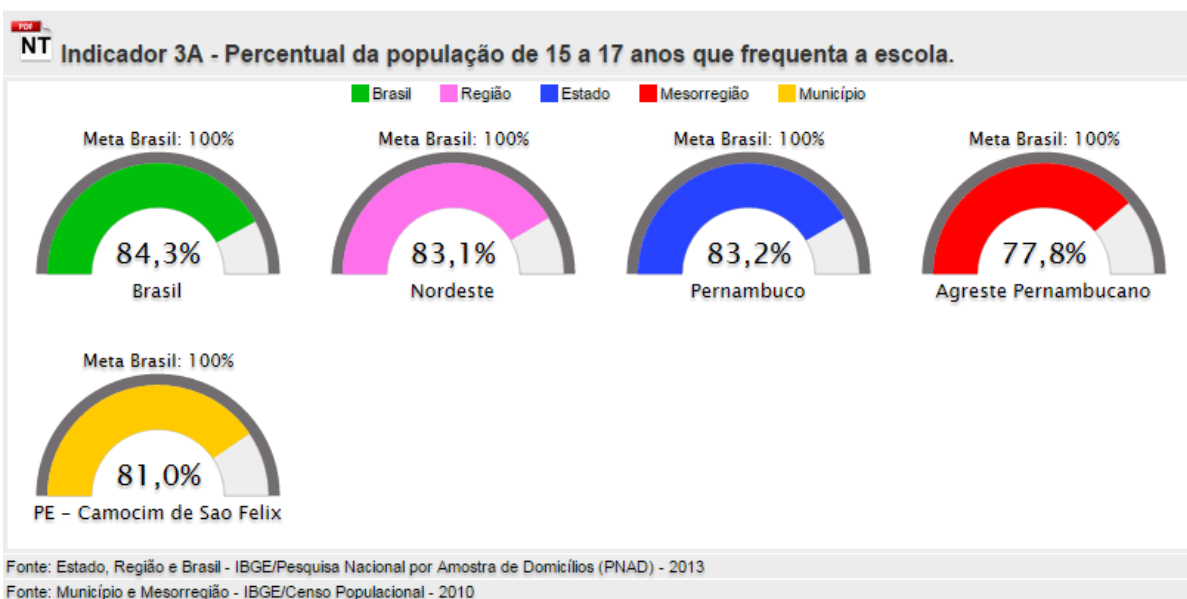 PDF
NT Indicador 3A - Percentual da população de 15 a 17 anos que frequenta a escola.
Brasil Região Estado Mesorregião Município
Meta Brasil: 100% Meta Brasil: 100% Meta Brasil: 100% Meta Brasil: 100%
84,3% 83,1% 83,2% 77,8%
Brasil Nordeste Pernambuco Agreste Pernambucano
Meta Brasil: 100%
81,0%
PE - Camocim de Sao Felix
Fonte: Estado, Região e Brasil - IBGE/Pesquisa Nacional por Amostra de Domicílios (PNAD) - 2013
Fonte: Município e Mesorregião - IBGE/Censo Populacional - 2010